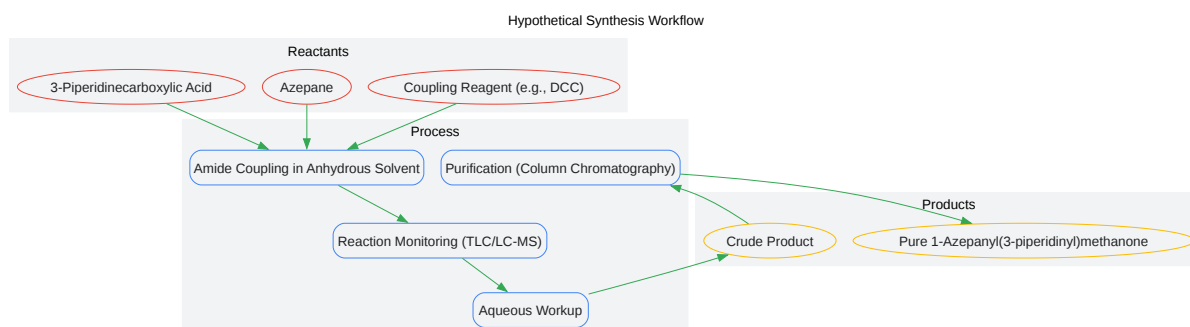 Hypothetical Synthesis Workflow
Reactants
3-Piperidinecarboxylic Acid
Azepane
Coupling Reagent (e.g., DCC)
Process
Amide Coupling in Anhydrous Solvent
Purification (Column Chromatography)
Products
Reaction Monitoring (TLC/LC-MS)
Crude Product
Pure 1-Azepanyl(3-piperidinyl)methanone
Aqueous Workup